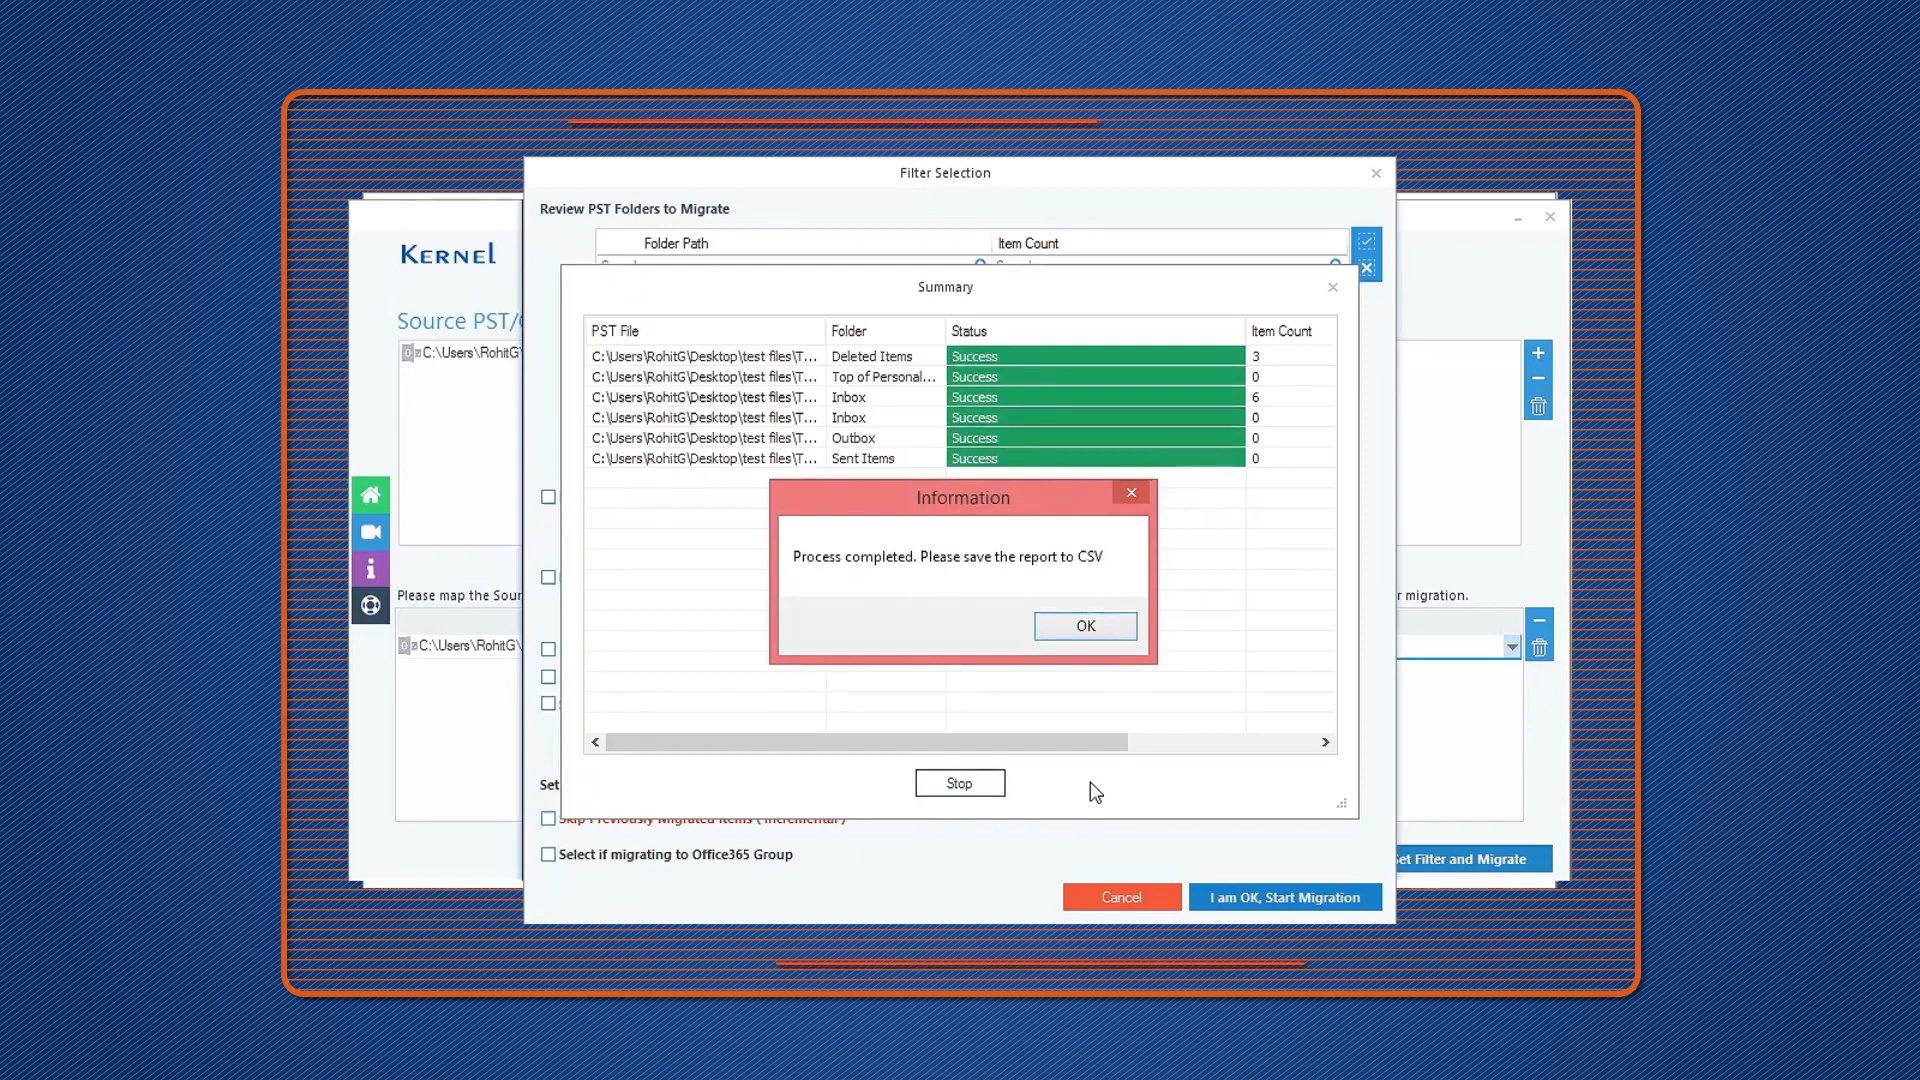 Filter Selection
Review PST Folders to Migrate
Folder Path Item Count
KERNEL
Summary
Source PST/
PST File Folder Status Item Count
C:\Users\RohitG\Desktop\test files\T... Deleted Items Success 3
C:\Users\RohitG\Desktop\test files\T... Top of Personal... Success 0
C:\Users\RohitG\Desktop\test files\T... Inbox Success 6
C:\Users\RohitG\Desktop\test files\T... Inbox Success 0
C:\Users\RohitG\Desktop\test files\T... Outbox Success 0
C:\Users\RohitG\Desktop\test files\T... Sent Items Success 0
C:\Users\RohitG\
Information
Process completed. Please save the report to CSV
OK
Please map the Sour
r migration.
C:\Users\RohitG\
Stop
Set
Skip Previously Migrated Items ( Incremental )
Select if migrating to Office365 Group
Set Filter and Migrate
Cancel
I am OK, Start Migration